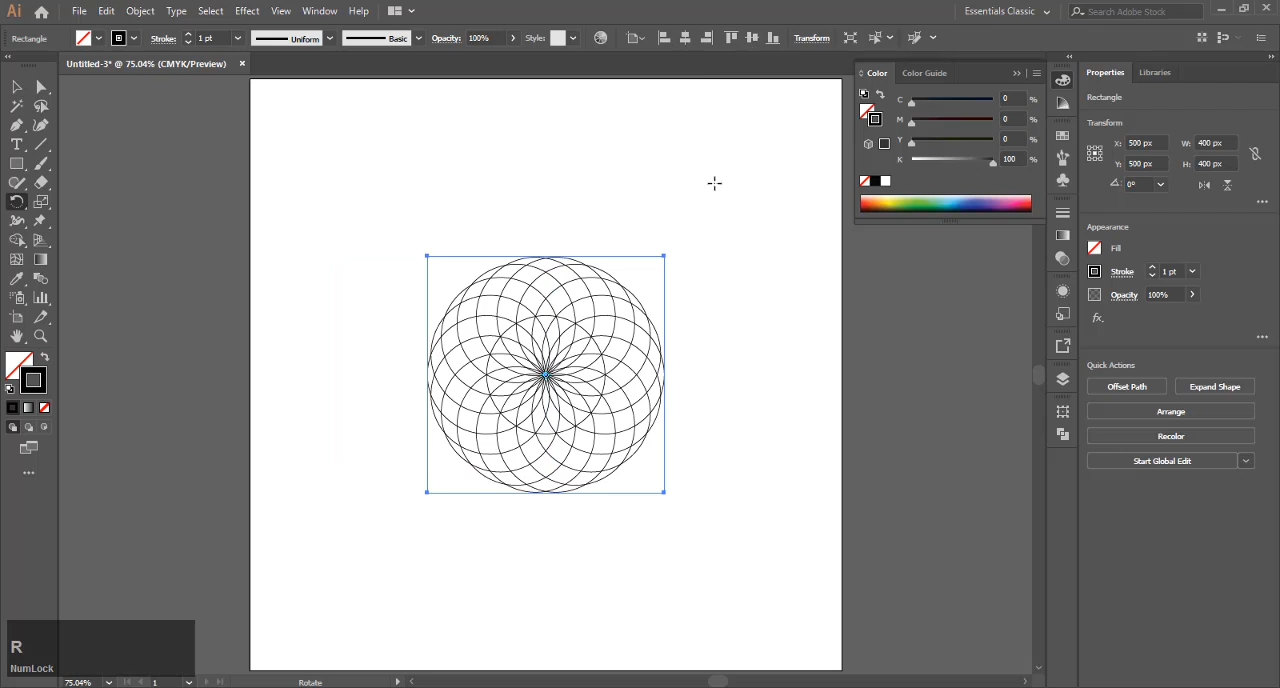 Ai File Edit Object Type Select Effect View Window Help Essentials Classic Search Adobe Stock
Rectangle Stroke: 1 pt Uniform Basic Opacity: 100% Style: Transform
Untitled-3* @ 75.04% (CMYK/Preview) ×
Color Color Guide
C 0 %
M 0 %
Y 0 %
K 100 %
Properties Libraries
Rectangle
Transform
X: 500 px W: 400 px
Y: 500 px H: 400 px
0°
Appearance
Fill
Stroke 1 pt
Opacity 100%
fx.
Quick Actions
Offset Path Expand Shape
Arrange
Recolor
Start Global Edit
R
NumLock
75.04% 1 Rotate